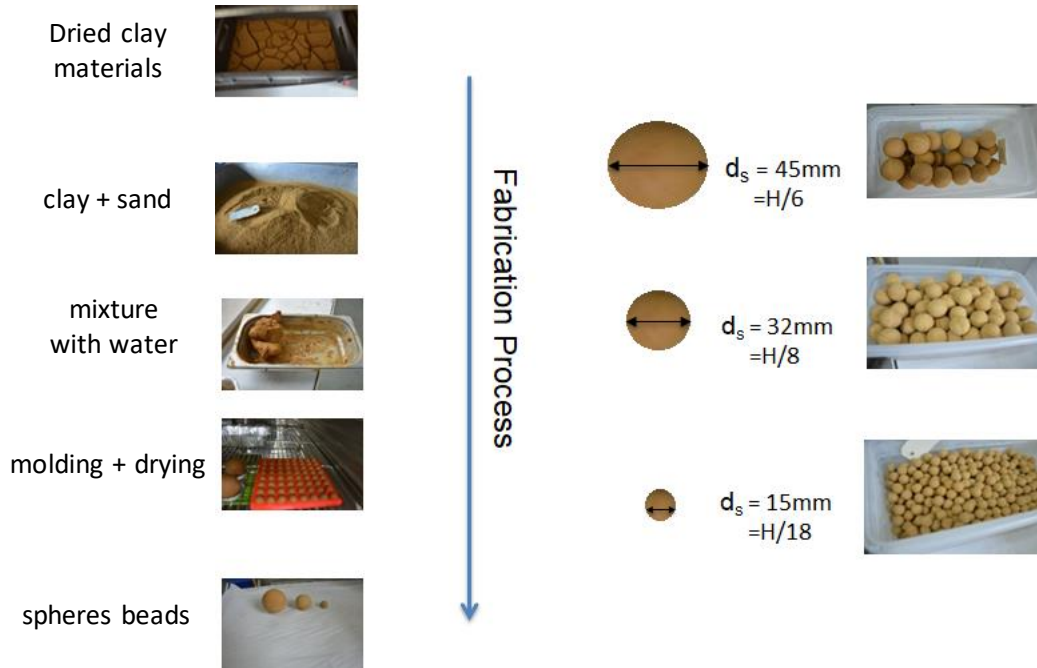 Dried clay
materials
clay + sand
mixture
with water
molding + drying
spheres beads
Fabrication Process
dₛ = 45mm
=H/6
dₛ = 32mm
=H/8
dₛ = 15mm
=H/18